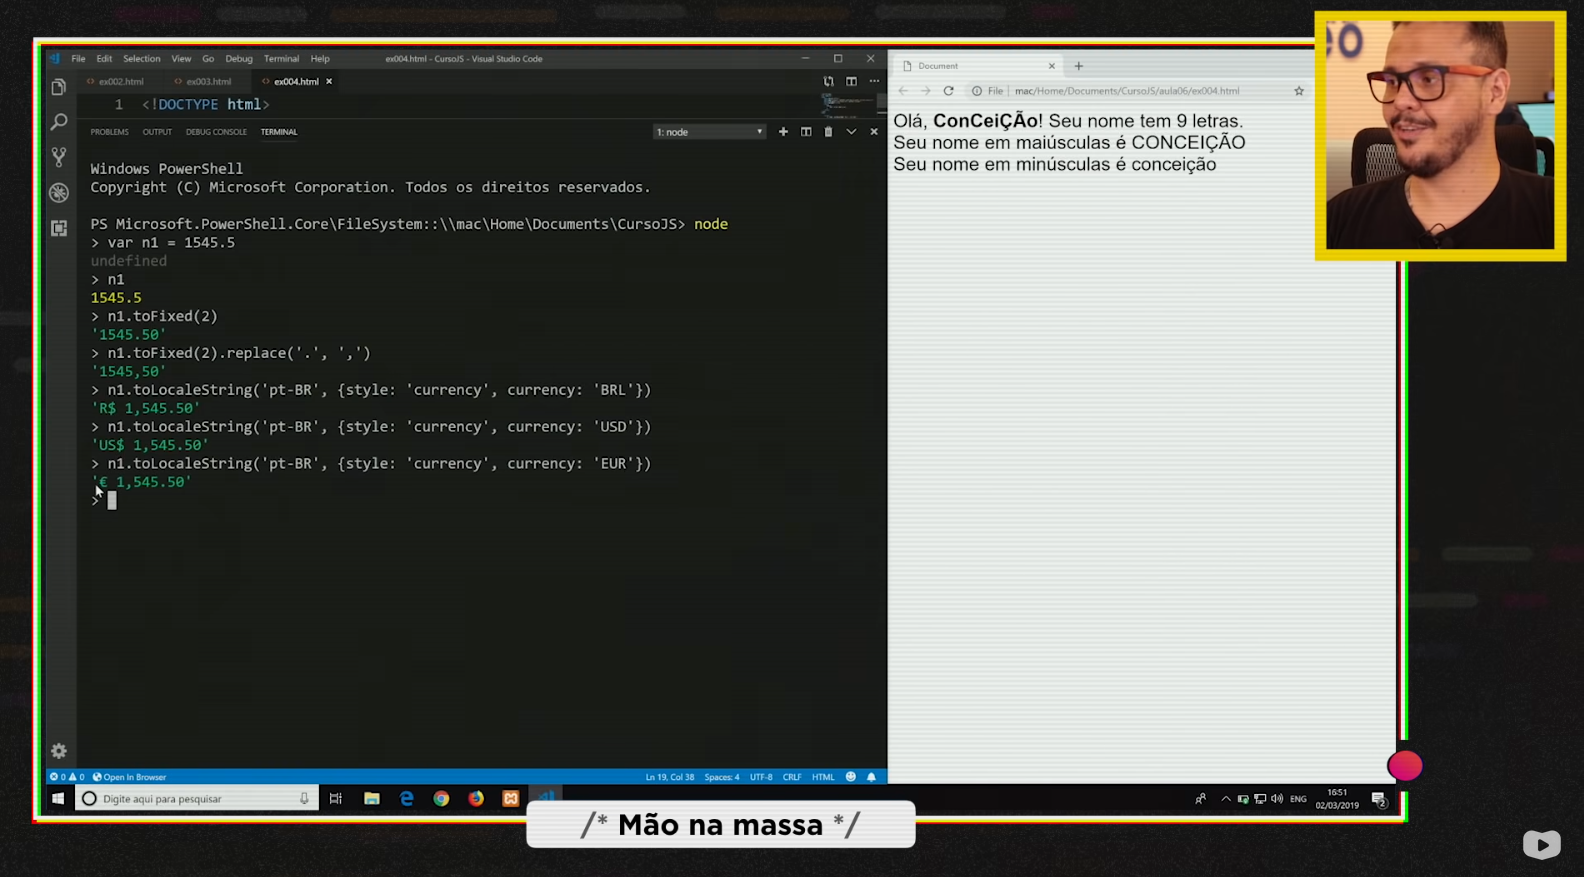 File Edit Selection View Go Debug Terminal Help
ex004.html - CursoJS - Visual Studio Code
ex002.html
ex003.html
ex004.html
1 <!DOCTYPE html>
PROBLEMS OUTPUT DEBUG CONSOLE TERMINAL
1: node
Windows PowerShell
Copyright (C) Microsoft Corporation. Todos os direitos reservados.
PS Microsoft.PowerShell.Core\FileSystem::\\mac\Home\Documents\CursoJS> node
> var n1 = 1545.5
undefined
> n1
1545.5
> n1.toFixed(2)
'1545.50'
> n1.toFixed(2).replace('.', ',')
'1545,50'
> n1.toLocaleString('pt-BR', {style: 'currency', currency: 'BRL'})
'R$ 1,545.50'
> n1.toLocaleString('pt-BR', {style: 'currency', currency: 'USD'})
'US$ 1,545.50'
> n1.toLocaleString('pt-BR', {style: 'currency', currency: 'EUR'})
'€ 1,545.50'
>
0 0 Open In Browser
Ln 19, Col 38 Spaces: 4 UTF-8 CRLF HTML
Document
File | mac/Home/Documents/CursoJS/aula06/ex004.html
Olá, ConCeiÇÃo! Seu nome tem 9 letras.
Seu nome em maiúsculas é CONCEIÇÃO
Seu nome em minúsculas é conceição
Digite aqui para pesquisar
ENG
16:51
02/03/2019
2
/* Mão na massa */